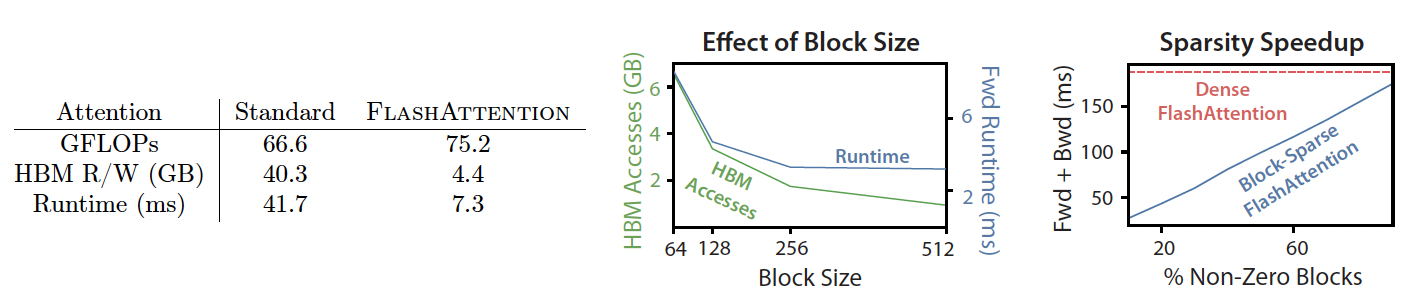 Attention Standard FLASHATTENTION
GFLOPs 66.6 75.2
HBM R/W (GB) 40.3 4.4
Runtime (ms) 41.7 7.3
Effect of Block Size
HBM Accesses (GB)
6
4
2
Runtime
HBM
Accesses
6
2
Fwd Runtime (ms)
64 128 256 512
Block Size
Sparsity Speedup
Fwd + Bwd (ms)
150
100
50
Dense
FlashAttention
Block-Sparse
FlashAttention
20 60
% Non-Zero Blocks